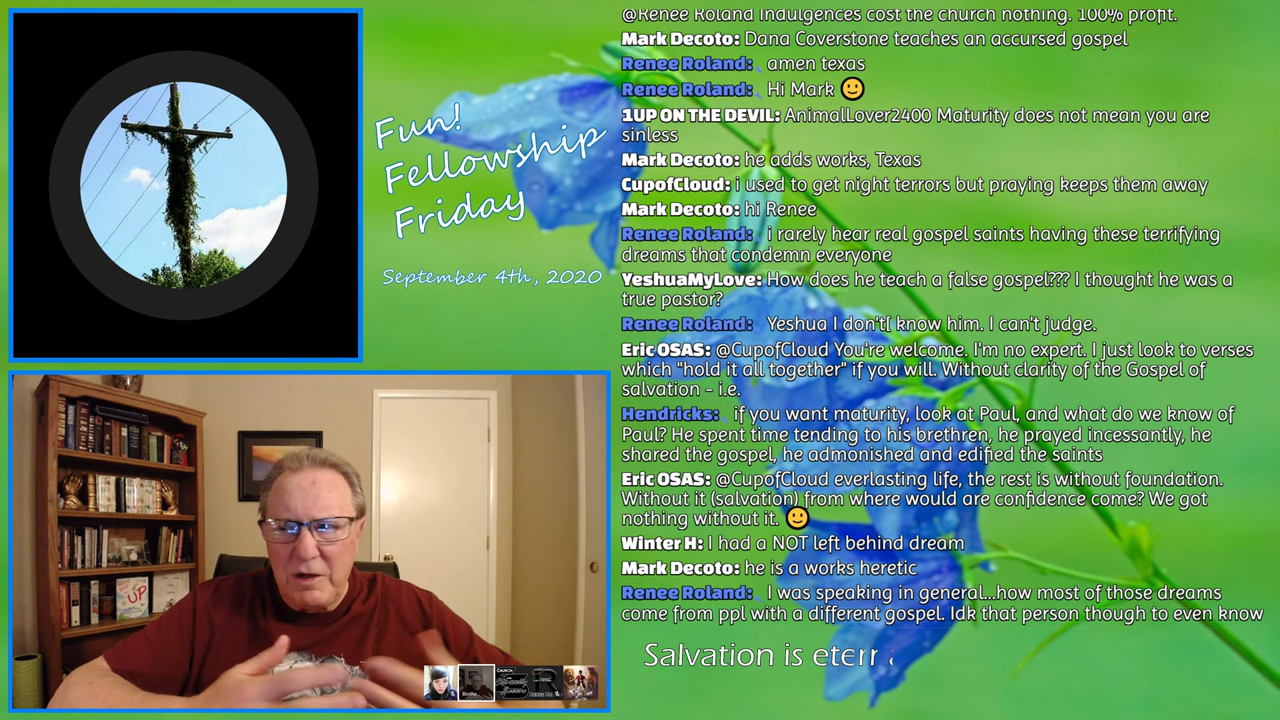 Fun!
Fellowship
Friday
September 4th, 2020
@Renee Roland Indulgences cost the church nothing. 100% profit.
Mark Decoto: Dana Coverstone teaches an accursed gospel
Renee Roland: amen texas
Renee Roland: Hi Mark 🙂
1UP ON THE DEVIL: AnimalLover2400 Maturity does not mean you are
sinless
Mark Decoto: he adds works, Texas
CupofCloud: i used to get night terrors but praying keeps them away
Mark Decoto: hi Renee
Renee Roland: i rarely hear real gospel saints having these terrifying
dreams that condemn everyone
YeshuaMyLove: How does he teach a false gospel??? I thought he was a
true pastor?
Renee Roland: Yeshua I don't[ know him. I can't judge.
Eric OSAS: @CupofCloud You're welcome. I'm no expert. I just look to verses
which "hold it all together" if you will. Without clarity of the Gospel of
salvation - i.e.
Hendricks: if you want maturity, look at Paul, and what do we know of
Paul? He spent time tending to his brethren, he prayed incessantly, he
shared the gospel, he admonished and edified the saints
Eric OSAS: @CupofCloud everlasting life, the rest is without foundation.
Without it (salvation) from where would are confidence come? We got
nothing without it. 🙂
Winter H: I had a NOT left behind dream
Mark Decoto: he is a works heretic
Renee Roland: I was speaking in general...how most of those dreams
come from ppl with a different gospel. Idk that person though to even know
Salvation is eter
UP
CHURCH